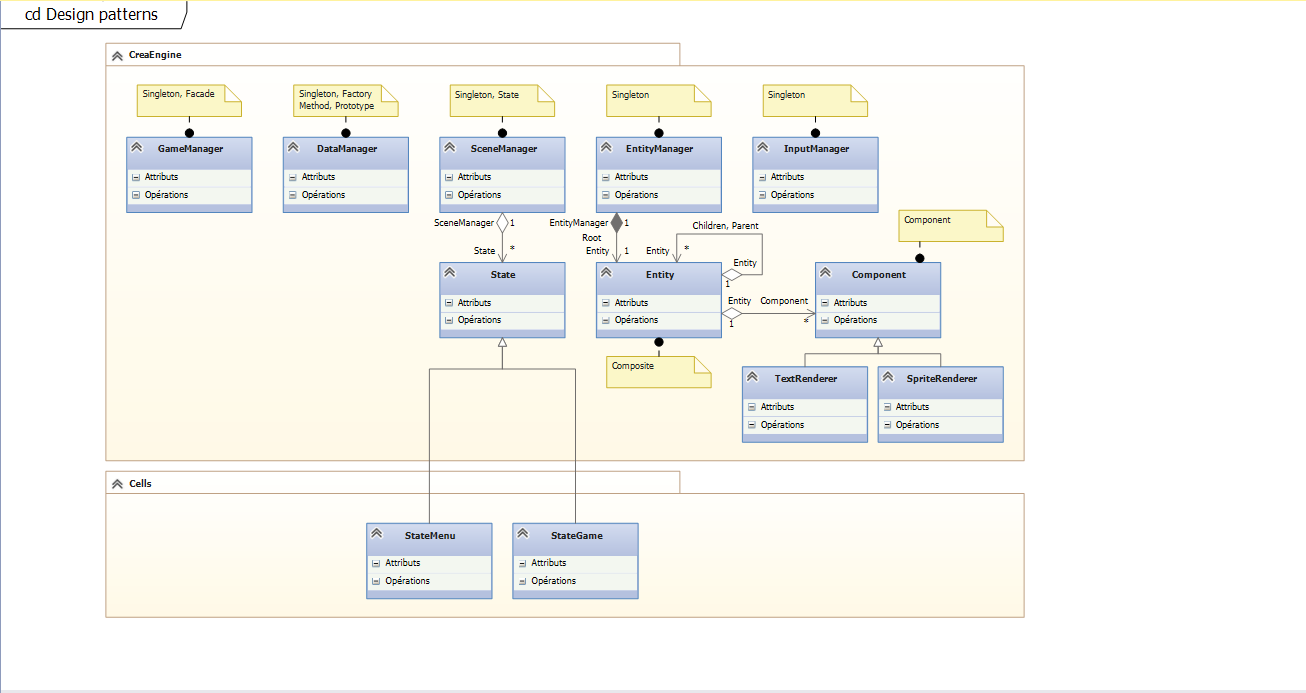 cd Design patterns
CreaEngine
Singleton, Facade
Singleton, Factory
Method, Prototype
Singleton, State
Singleton
Singleton
GameManager
Attributs
Opérations
DataManager
Attributs
Opérations
SceneManager
Attributs
Opérations
EntityManager
Attributs
Opérations
InputManager
Attributs
Opérations
SceneManager 1
State *
EntityManager 1
Root
Entity 1
Children, Parent
Entity *
Entity
1
Component
State
Attributs
Opérations
Entity
Attributs
Opérations
Entity Component
1 *
Component
Attributs
Opérations
Composite
TextRenderer
Attributs
Opérations
SpriteRenderer
Attributs
Opérations
Cells
StateMenu
Attributs
Opérations
StateGame
Attributs
Opérations